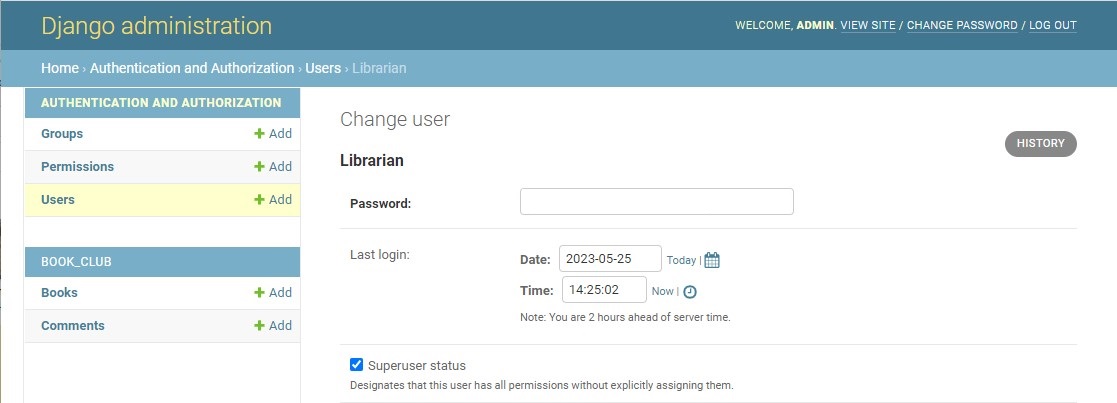 Django administration
WELCOME, ADMIN. VIEW SITE / CHANGE PASSWORD / LOG OUT
Home › Authentication and Authorization › Users › Librarian
AUTHENTICATION AND AUTHORIZATION
Groups + Add
Permissions + Add
Users + Add
BOOK_CLUB
Books + Add
Comments + Add
Change user
HISTORY
Librarian
Password:
Last login:
Date: 2023-05-25 Today |
Time: 14:25:02 Now |
Note: You are 2 hours ahead of server time.
Superuser status
Designates that this user has all permissions without explicitly assigning them.